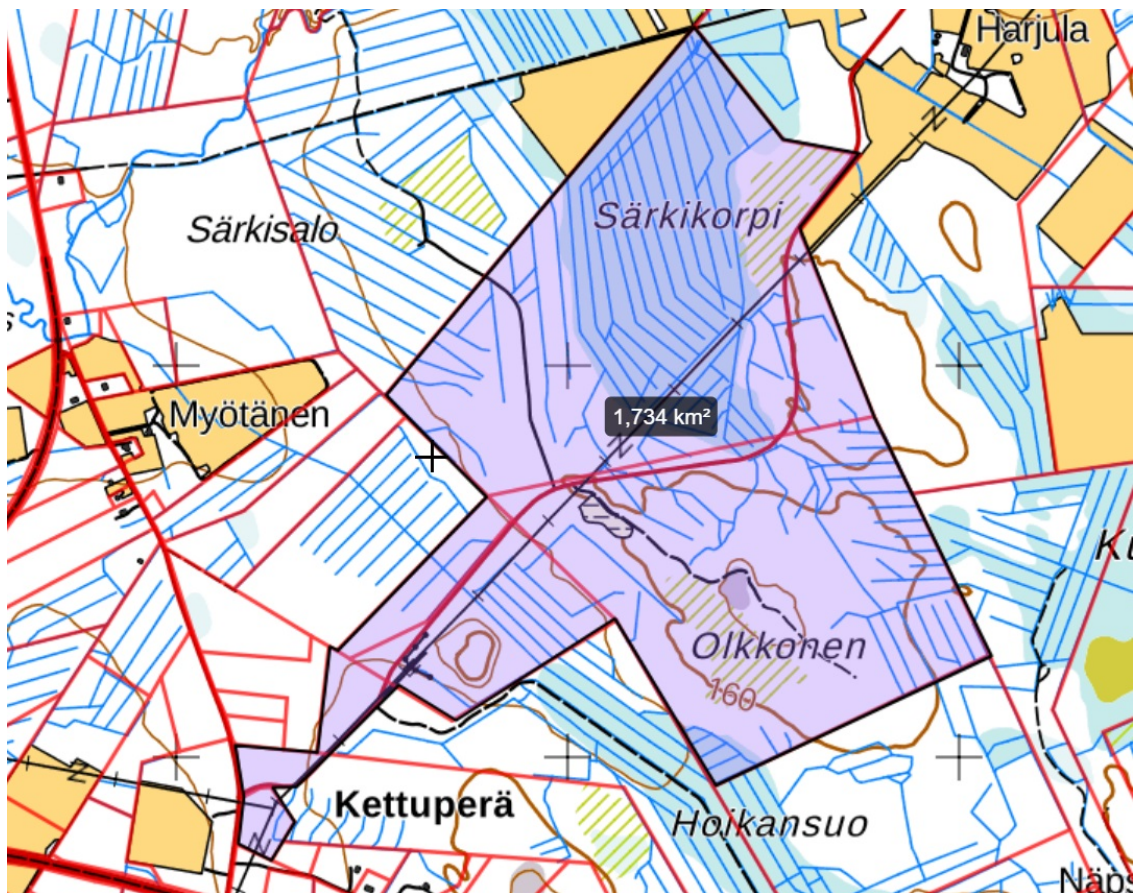 Harjula
Särkisalo
Särkikorpi
Myötänen
1,734 km²
Olkkonen
160
Kettuperä
Hoikansuo